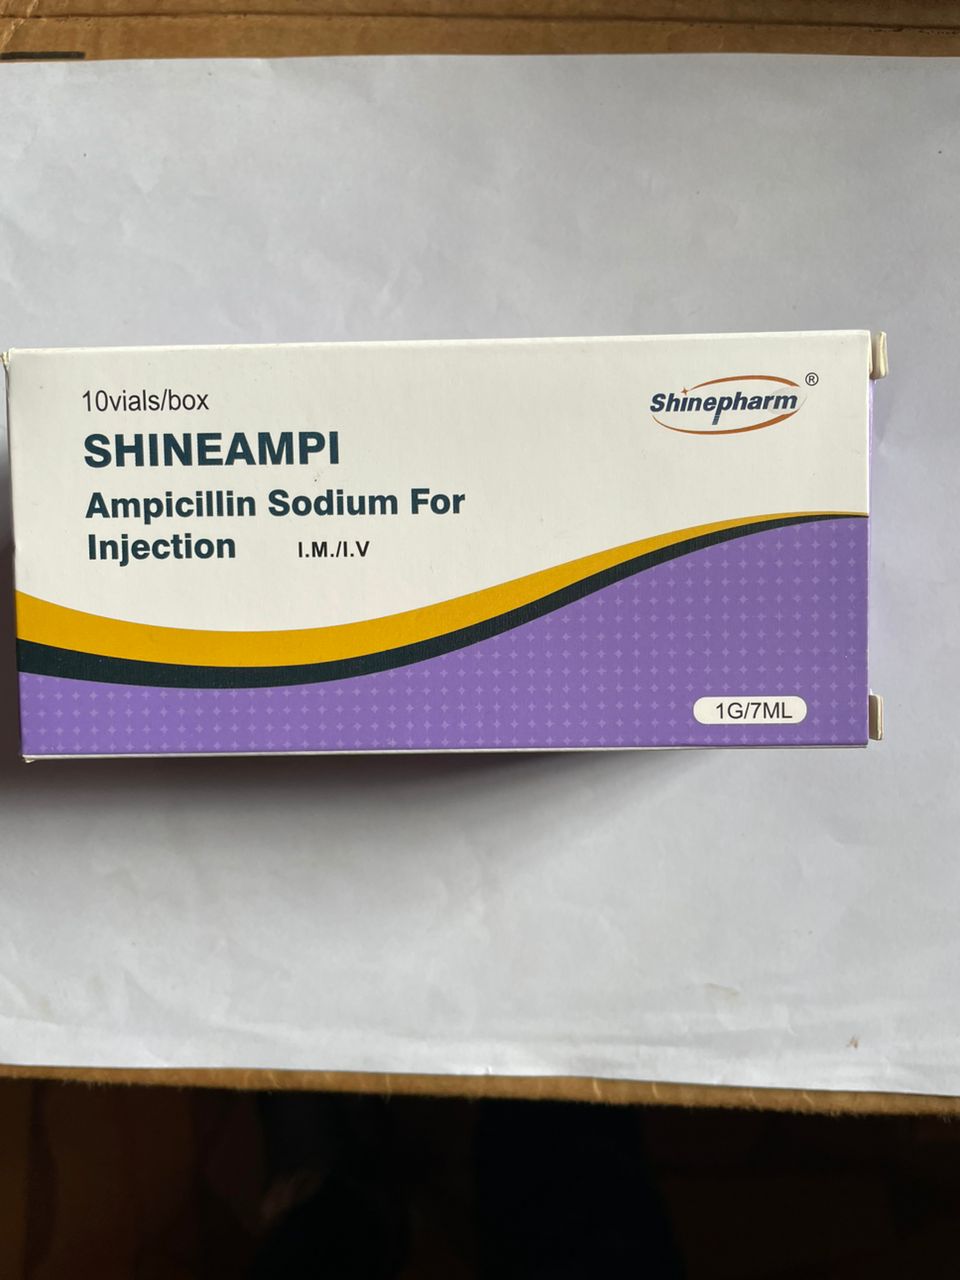 10vials/box
Shinepharm®
SHINEAMPI
Ampicillin Sodium For
Injection I.M./I.V
1G/7ML